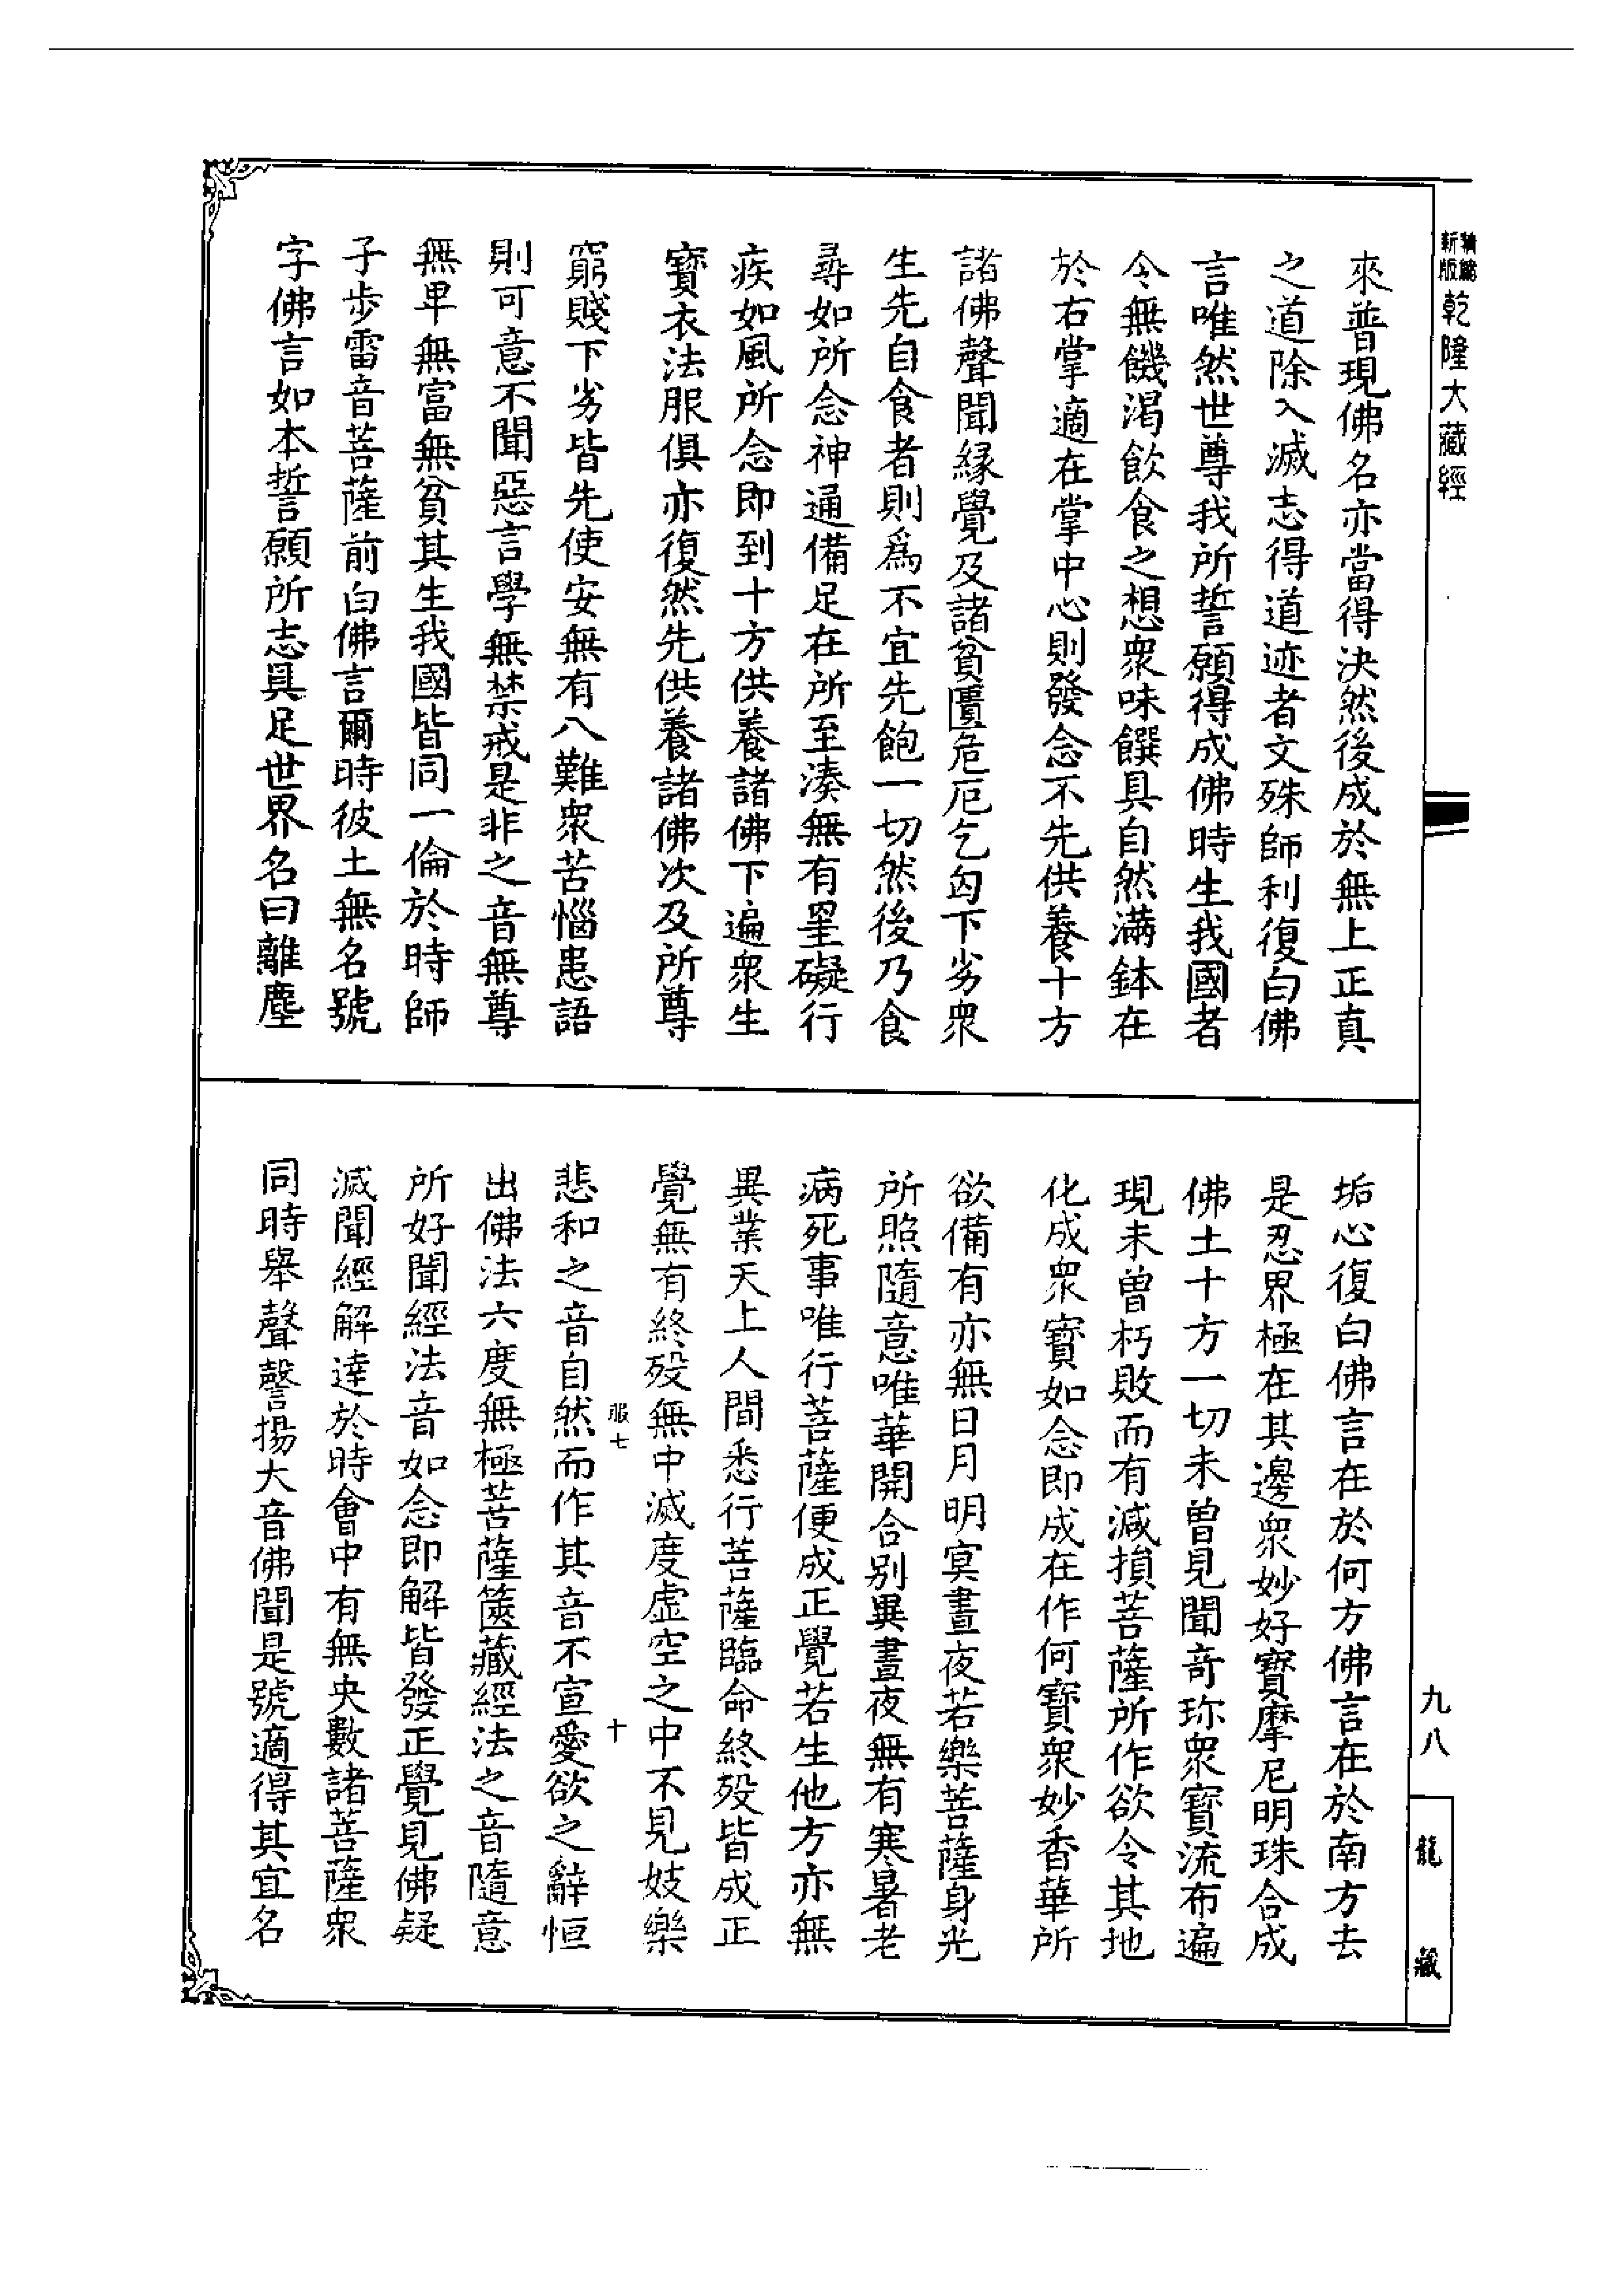 新版
精縮
乾隆大藏經
來普現佛名亦當得決然後成於無上正真
之道除入滅志得道迹者文殊師利復白佛
言唯然世尊我所誓願得成佛時生我國者
令無饑渴飲食之想衆味饌具自然滿鉢在
於右掌適在掌中心則發念不先供養十方
諸佛聲聞緣覺及諸貧匱危厄乞匃下劣衆
生先自食者則爲不宜先飽一切然後乃食
尋如所念神通備足在所至湊無有罣礙行
疾如風所念即到十方供養諸佛下遍衆生
寶衣法服俱亦復然先供養諸佛次及所尊
窮賤下劣皆先使安無有八難衆苦惱患語
則可意不聞惡言學無禁戒是非之音無尊
無卑無富無貧其生我國皆同一倫於時師
子步雷音菩薩前白佛言爾時彼土無名號
字佛言如本誓願所志具足世界名曰離塵
垢心復白佛言在於何方佛言在於南方去
是忍界極在其邊衆妙好寶摩尼明珠合成
佛土十方一切未曾見聞竒珎衆寶流布遍
現未曾朽敗而有減損菩薩所作欲令其地
化成衆寶如念即成在作何寶衆妙香華所
欲備有亦無日月明冥晝夜若樂菩薩身光
所照隨意唯華開合別異晝夜無有寒暑老
病死事唯行菩薩便成正覺若生他方亦無
異業天上人間悉行菩薩臨命終殁皆成正
覺無有終殁無中滅度虛空之中不見妓樂
服七
十
悲和之音自然而作其音不宣愛欲之辭恒
出佛法六度無極菩薩篋藏經法之音隨意
所好聞經法音如念即解皆發正覺見佛疑
滅聞經解達於時會中有無央數諸菩薩衆
同時舉聲謦揚大音佛聞是號適得其宜名
九八
龍藏